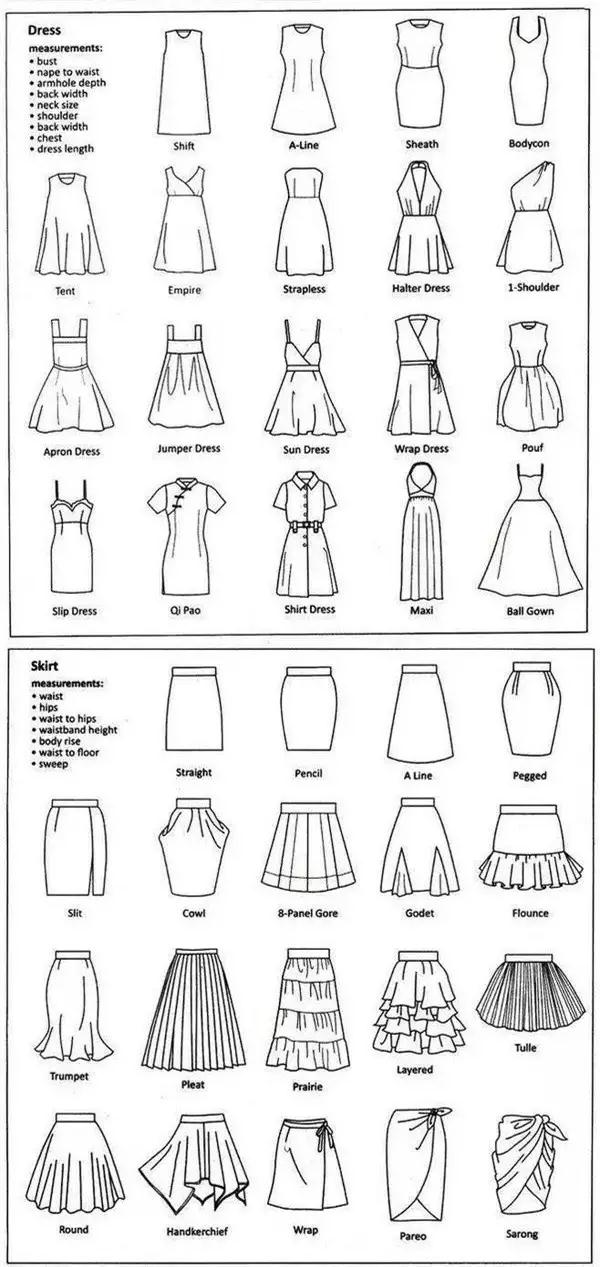 Dress
measurements:
• bust
• nape to waist
• armhole depth
• back width
• neck size
• shoulder
• back width
• chest
• dress length
Shift
A-Line
Sheath
Bodycon
Tent
Empire
Strapless
Halter Dress
1-Shoulder
Apron Dress
Jumper Dress
Sun Dress
Wrap Dress
Pouf
Slip Dress
Qi Pao
Shirt Dress
Maxi
Ball Gown
Skirt
measurements:
• waist
• hips
• waist to hips
• waistband height
• body rise
• waist to floor
• sweep
Straight
Pencil
A Line
Pegged
Slit
Cowl
8-Panel Gore
Godet
Flounce
Trumpet
Pleat
Prairie
Layered
Tulle
Round
Handkerchief
Wrap
Pareo
Sarong